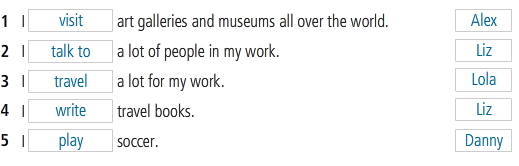 1 I visit art galleries and museums all over the world. Alex
2 I talk to a lot of people in my work. Liz
3 I travel a lot for my work. Lola
4 I write travel books. Liz
5 I play soccer. Danny